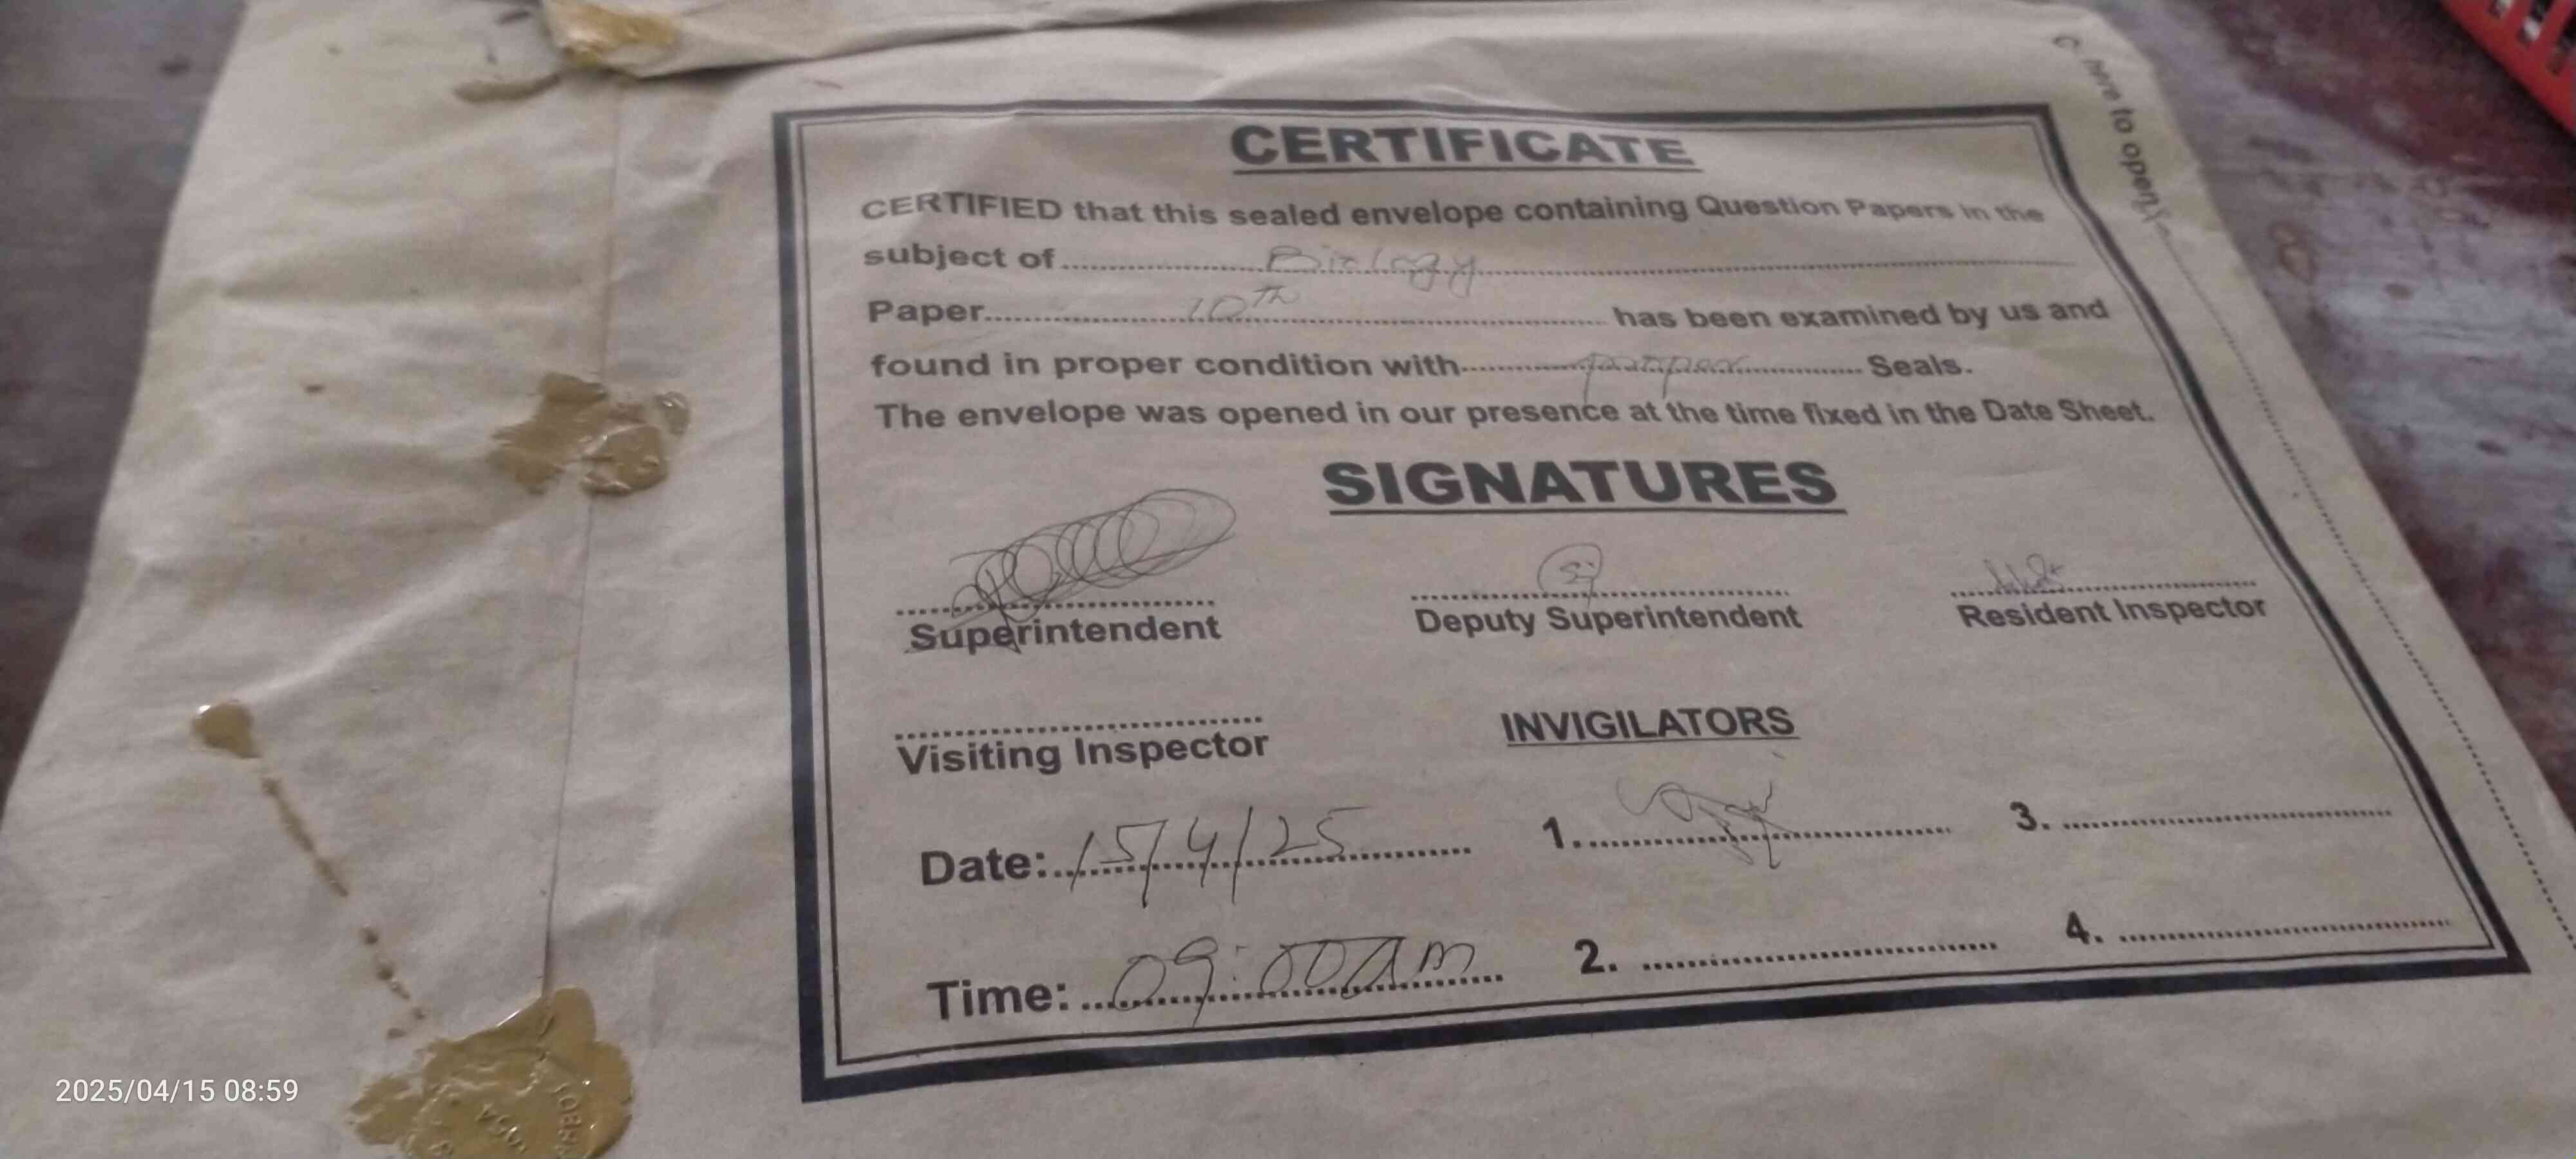 CERTIFICATE
CERTIFIED that this sealed envelope containing Question Papers in the
subject of Biology
Paper 10th has been examined by us and
found in proper condition with proper Seals.
The envelope was opened in our presence at the time fixed in the Date Sheet.
SIGNATURES
Superintendent Deputy Superintendent Resident Inspector
Visiting Inspector INVIGILATORS
Date: 15/4/25 1. 3.
Time: 09:00am 2. 4.
here to open
2025/04/15 08:59